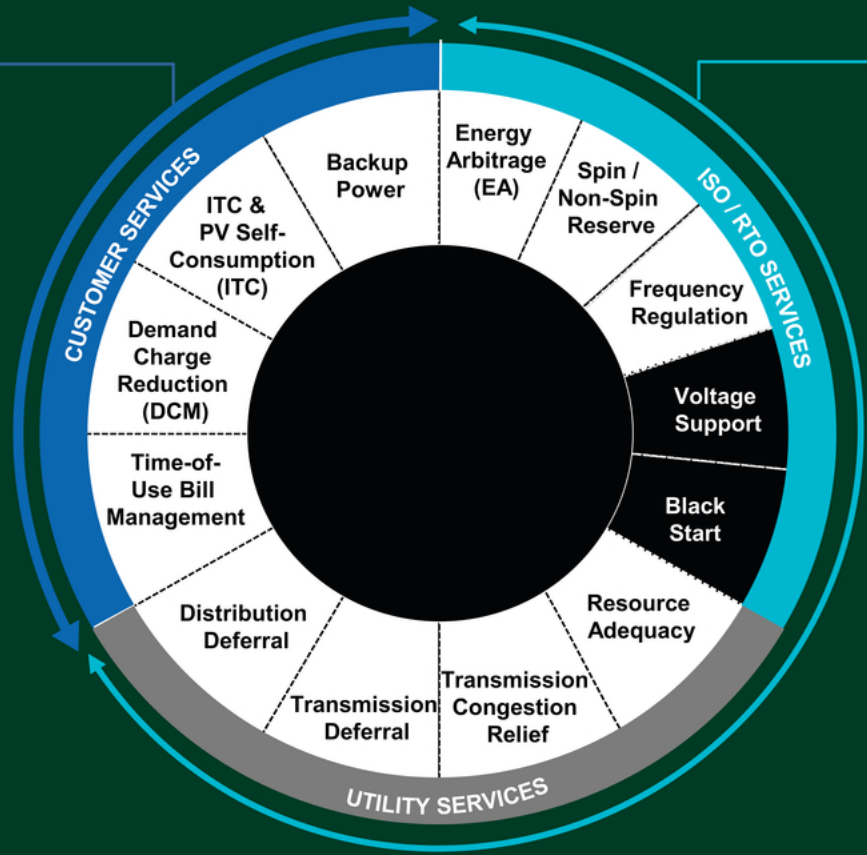 CUSTOMER SERVICES
ISO / RTO SERVICES
UTILITY SERVICES
Backup
Power
Energy
Arbitrage
(EA)
Spin /
Non-Spin
Reserve
Frequency
Regulation
Voltage
Support
Black
Start
Resource
Adequacy
Transmission
Congestion
Relief
Transmission
Deferral
Distribution
Deferral
Time-of-
Use Bill
Management
Demand
Charge
Reduction
(DCM)
ITC &
PV Self-
Consumption
(ITC)